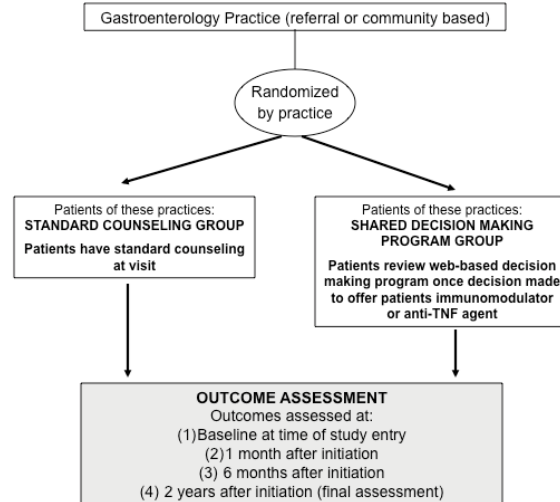 Gastroenterology Practice (referral or community based)
Randomized
by practice
Patients of these practices:
STANDARD COUNSELING GROUP
Patients have standard counseling
at visit
Patients of these practices:
SHARED DECISION MAKING
PROGRAM GROUP
Patients review web-based decision
making program once decision made
to offer patients immunomodulator
or anti-TNF agent
OUTCOME ASSESSMENT
Outcomes assessed at:
(1)Baseline at time of study entry
(2)1 month after initiation
(3) 6 months after initiation
(4) 2 years after initiation (final assessment)